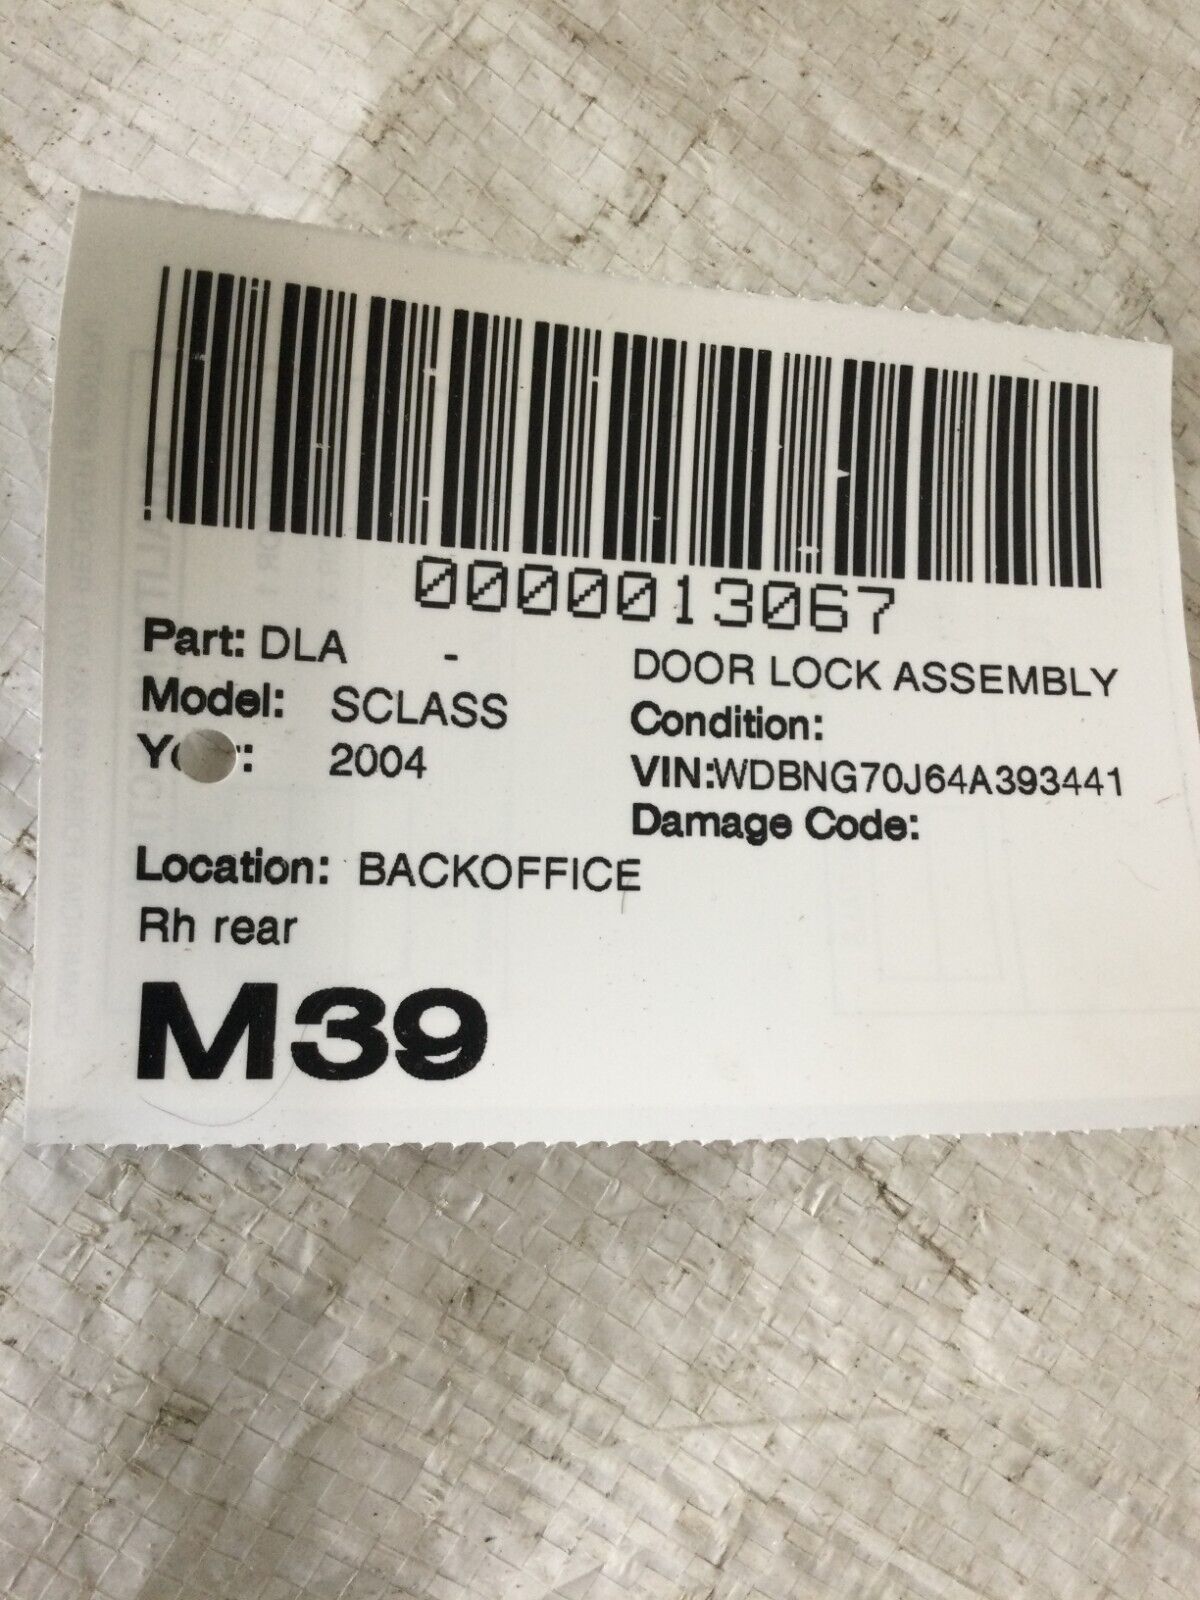 0000013067
Part: DLA - DOOR LOCK ASSEMBLY
Model: SCLASS Condition:
Y r: 2004 VIN:WDBNG70J64A393441
Damage Code:
Location: BACKOFFICE
Rh rear
M39